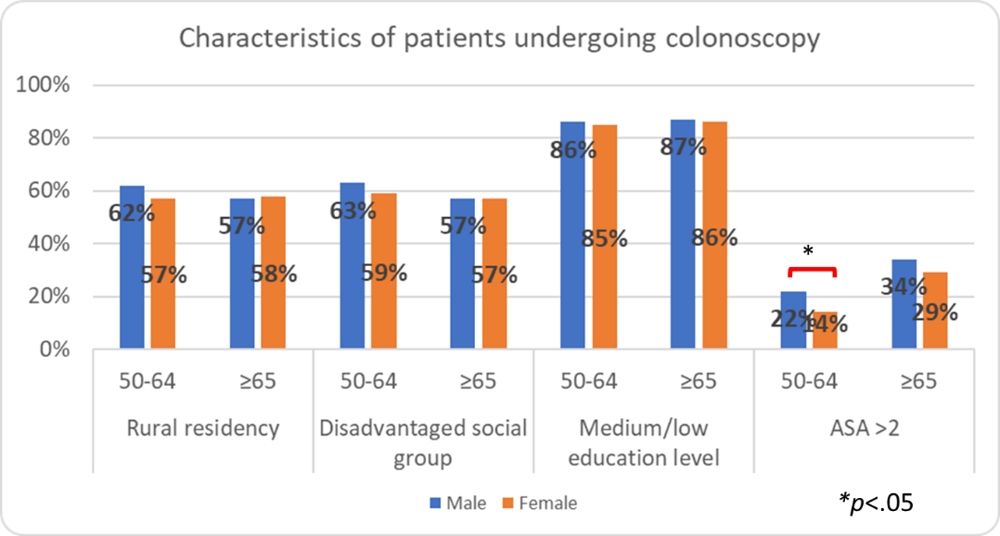 Characteristics of patients undergoing colonoscopy
100%
80%
60%
40%
20%
0%
62%
57%
57%
58%
63%
59%
57%
57%
86%
85%
87%
86%
*
22%
14%
34%
29%
50-64 ≥65 50-64 ≥65 50-64 ≥65 50-64 ≥65
Rural residency
Disadvantaged social
group
Medium/low
education level
ASA >2
Male Female
*p<.05